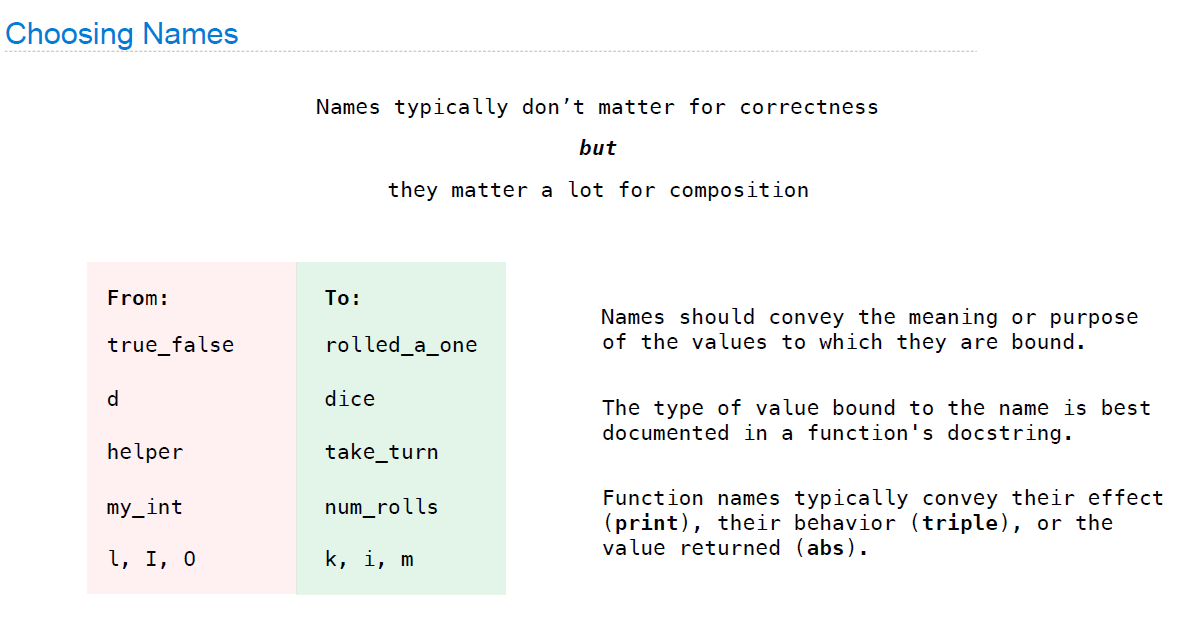 Choosing Names
Names typically don’t matter for correctness
but
they matter a lot for composition
From:
To:
true_false
rolled_a_one
d
dice
helper
take_turn
my_int
num_rolls
l, I, O
k, i, m
Names should convey the meaning or purpose
of the values to which they are bound.
The type of value bound to the name is best
documented in a function's docstring.
Function names typically convey their effect
(print), their behavior (triple), or the
value returned (abs).